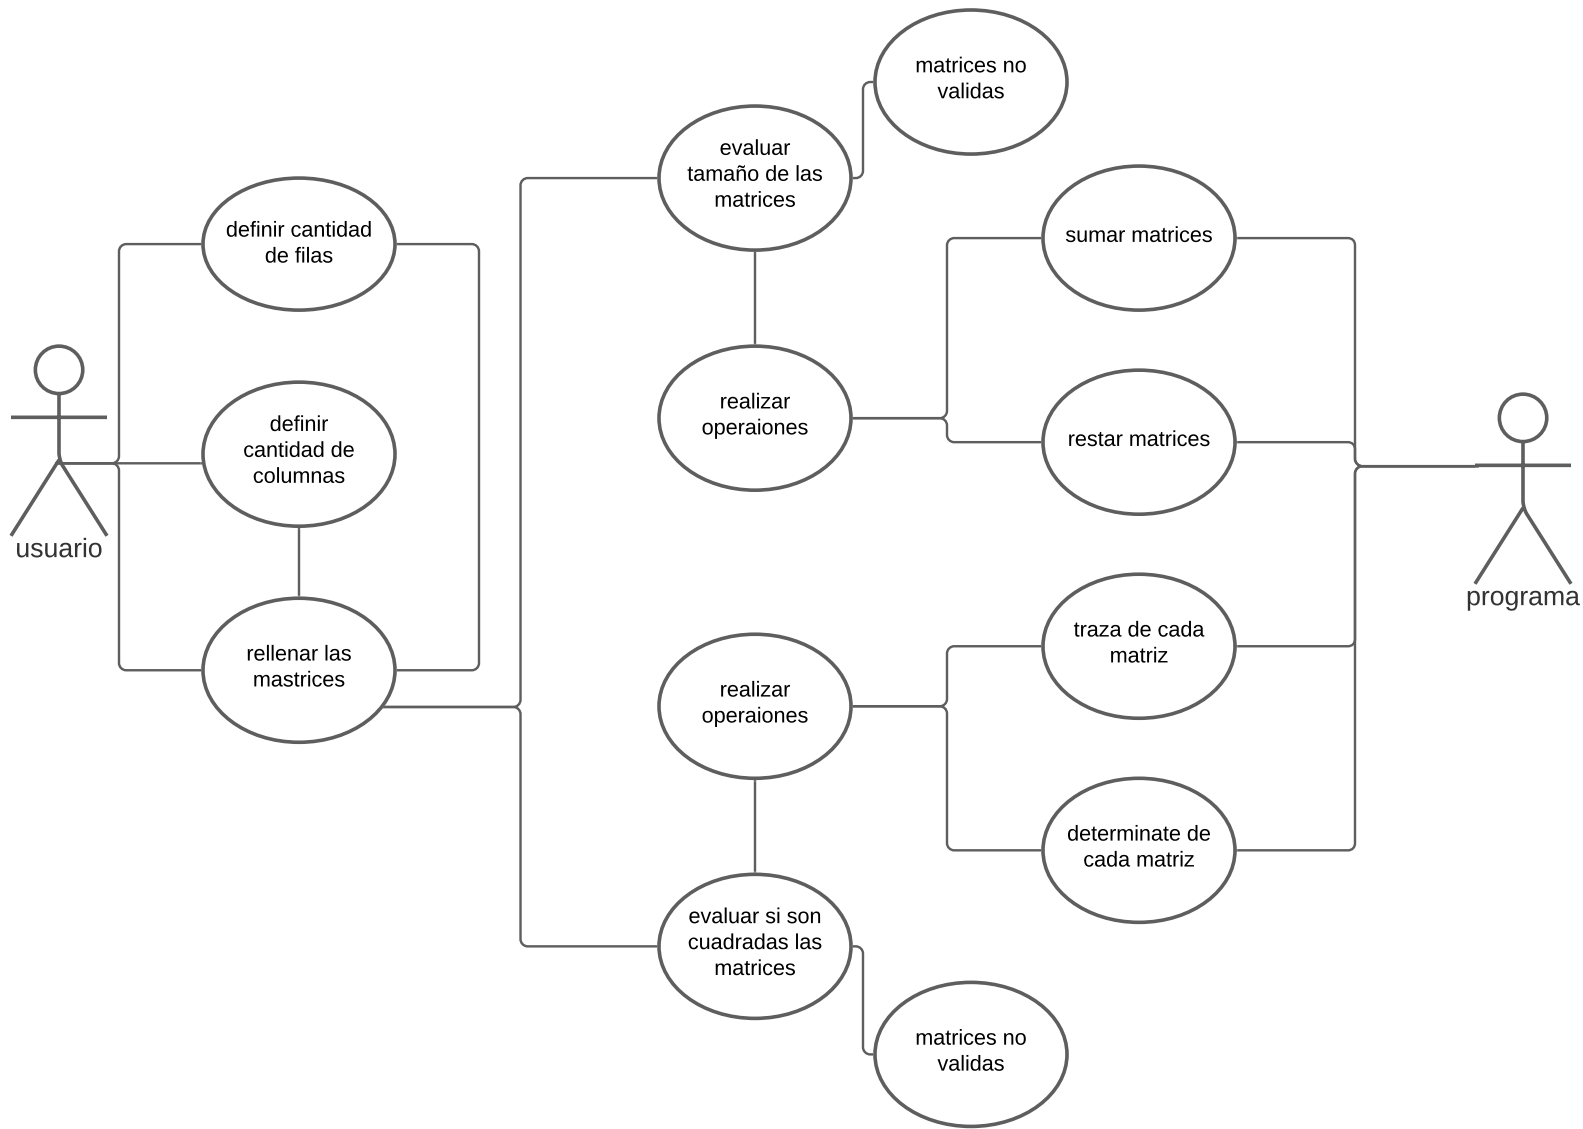 matrices no
validas
evaluar
tamaño de las
matrices
definir cantidad
de filas
sumar matrices
definir
cantidad de
columnas
realizar
operaiones
restar matrices
usuario
programa
rellenar las
mastrices
traza de cada
matriz
realizar
operaiones
determinate de
cada matriz
evaluar si son
cuadradas las
matrices
matrices no
validas